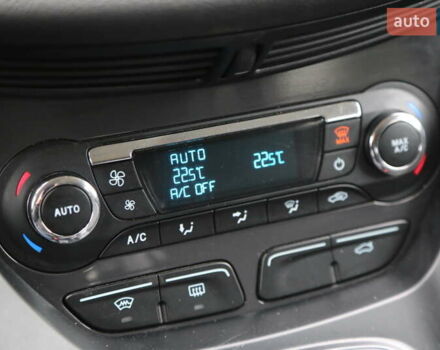 auto
AUTO
22.5℃ 22.5℃
A/C OFF
MAX
MAX
A/C
AUTO
A/C